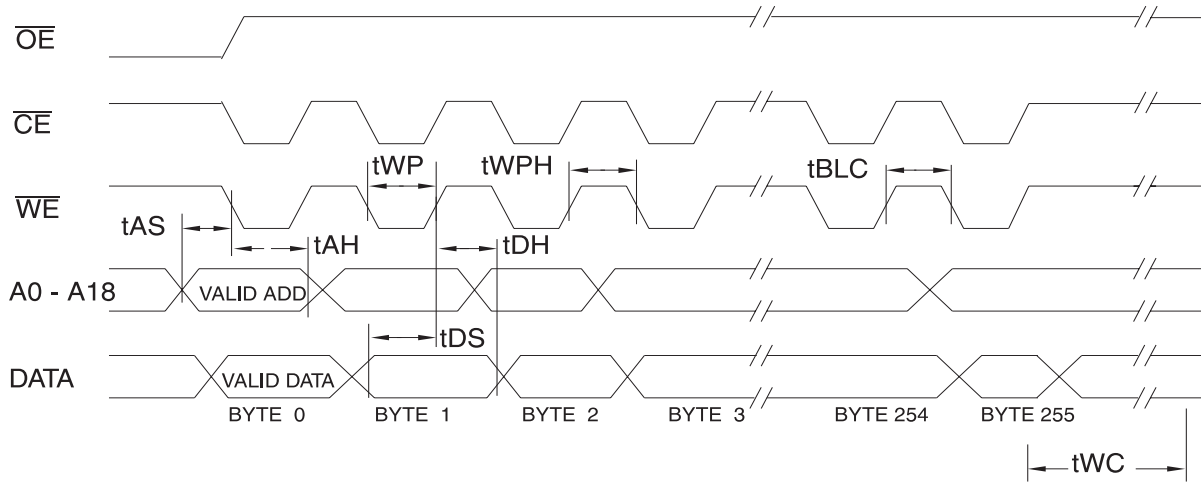 OE
CE
tWP tWPH tBLC
WE
tAS
tAH tDH
A0 - A18 VALID ADD
tDS
DATA VALID DATA
BYTE 0 BYTE 1 BYTE 2 BYTE 3 BYTE 254 BYTE 255
tWC